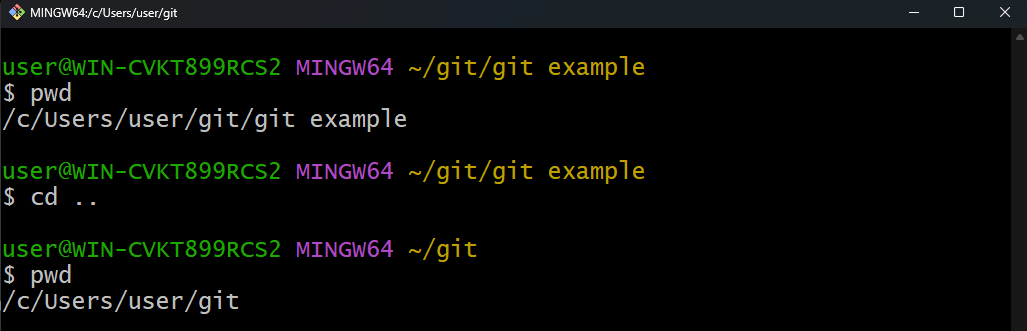 MINGW64:/c/Users/user/git
user@WIN-CVKT899RCS2 MINGW64 ~/git/git example
$ pwd
/c/Users/user/git/git example
user@WIN-CVKT899RCS2 MINGW64 ~/git/git example
$ cd ..
user@WIN-CVKT899RCS2 MINGW64 ~/git
$ pwd
/c/Users/user/git